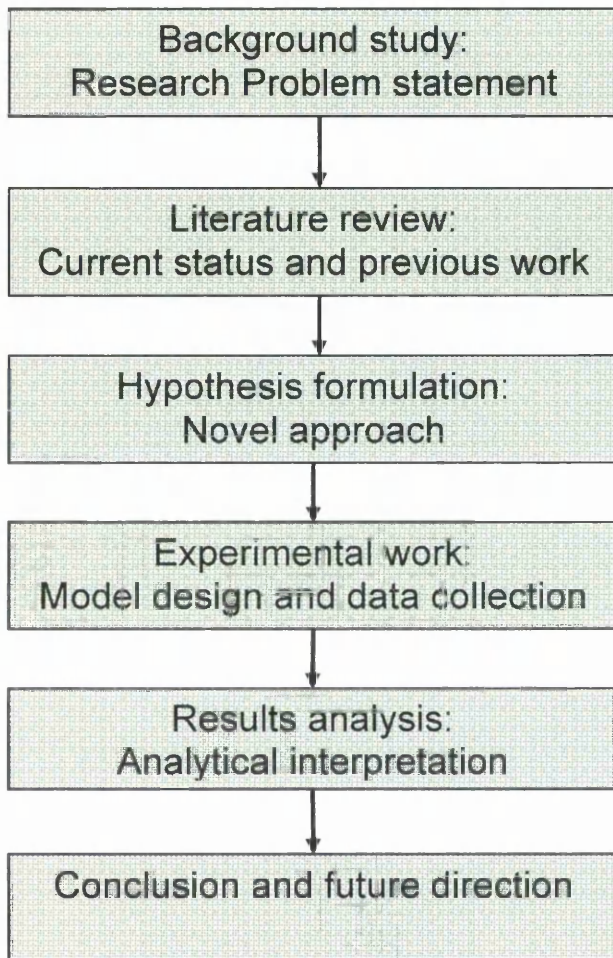 Background study:
Research Problem statement
Literature review:
Current status and previous work
Hypothesis formulation:
Novel approach
Experimental work:
Model design and data collection
Results analysis:
Analytical interpretation
Conclusion and future direction